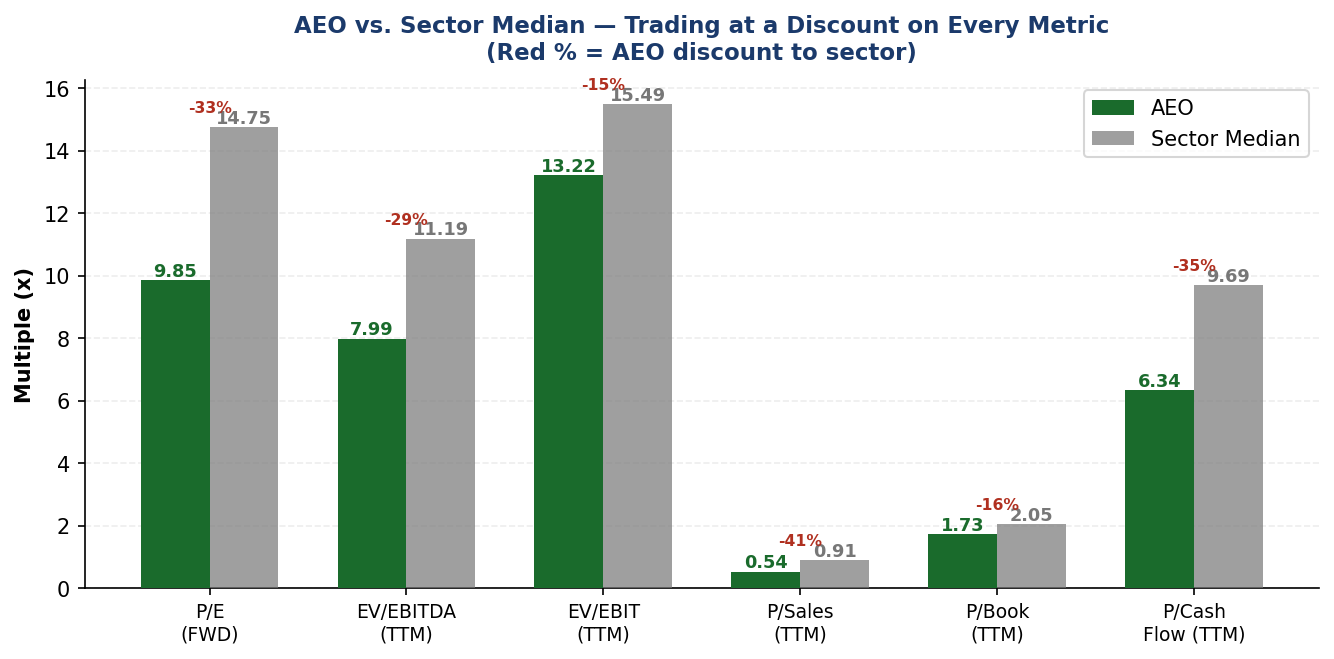 AEO vs. Sector Median — Trading at a Discount on Every Metric
(Red % = AEO discount to sector)
Multiple (x)
16
14
12
10
8
6
4
2
0
AEO
Sector Median
-33%
14.75
9.85
-29%
11.19
7.99
-15%
15.49
13.22
-41%
0.91
0.54
-16%
2.05
1.73
-35%
9.69
6.34
P/E
(FWD)
EV/EBITDA
(TTM)
EV/EBIT
(TTM)
P/Sales
(TTM)
P/Book
(TTM)
P/Cash
Flow (TTM)